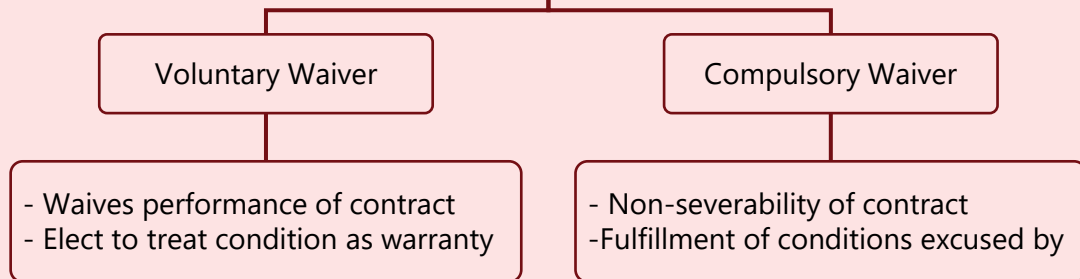 Voluntary Waiver
Compulsory Waiver
- Waives performance of contract
- Elect to treat condition as warranty
- Non-severability of contract
-Fulfillment of conditions excused by